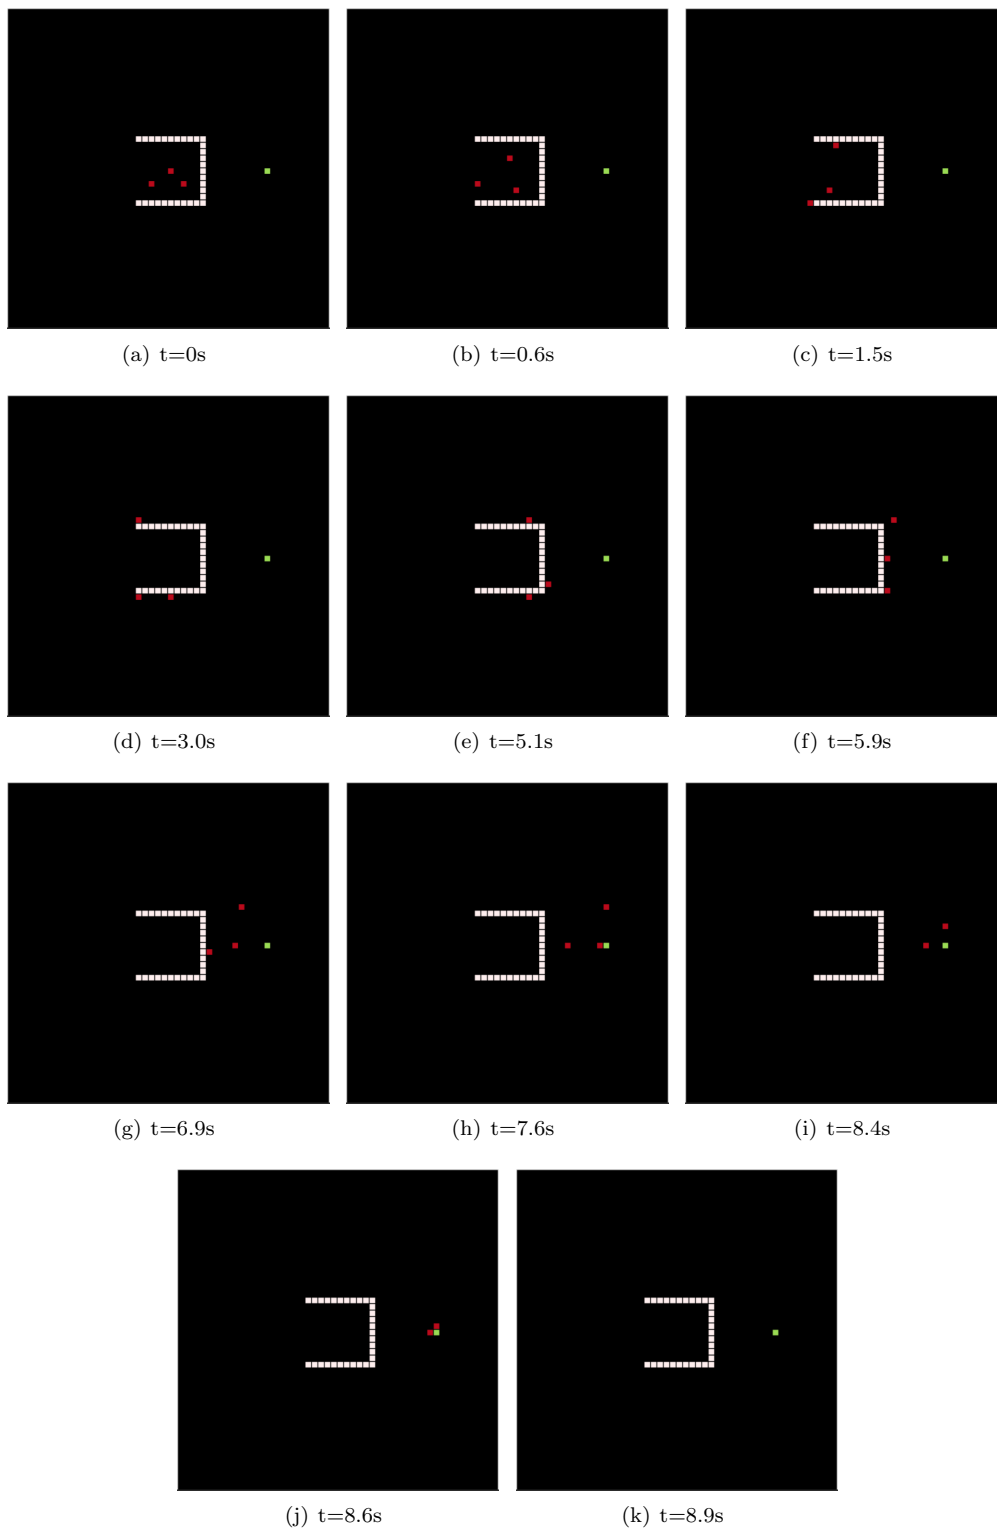 (a) t=0s
(b) t=0.6s
(c) t=1.5s
(d) t=3.0s
(e) t=5.1s
(f) t=5.9s
(g) t=6.9s
(h) t=7.6s
(i) t=8.4s
(j) t=8.6s
(k) t=8.9s